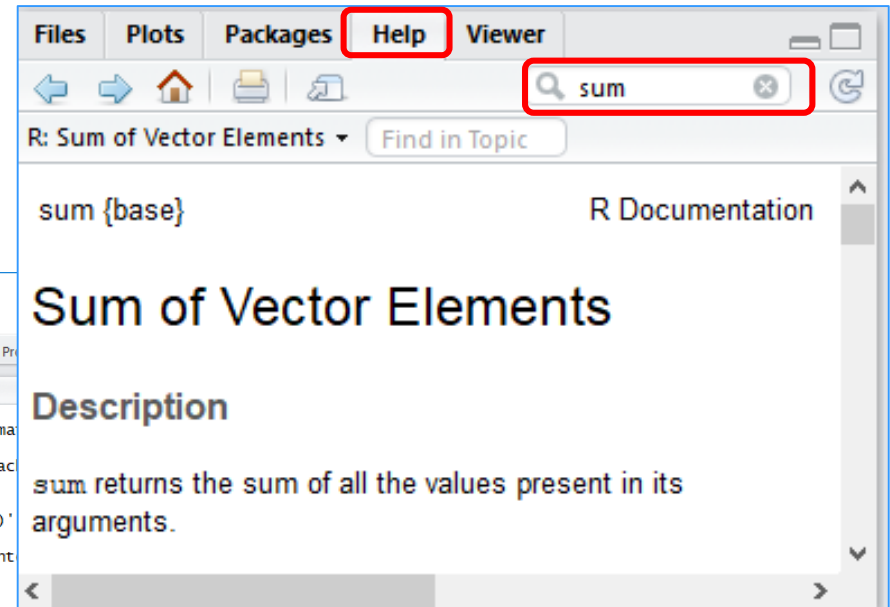 Files Plots Packages Help Viewer
sum
R: Sum of Vector Elements Find in Topic
sum {base} R Documentation
Sum of Vector Elements
Description
sum returns the sum of all the values present in its
arguments.